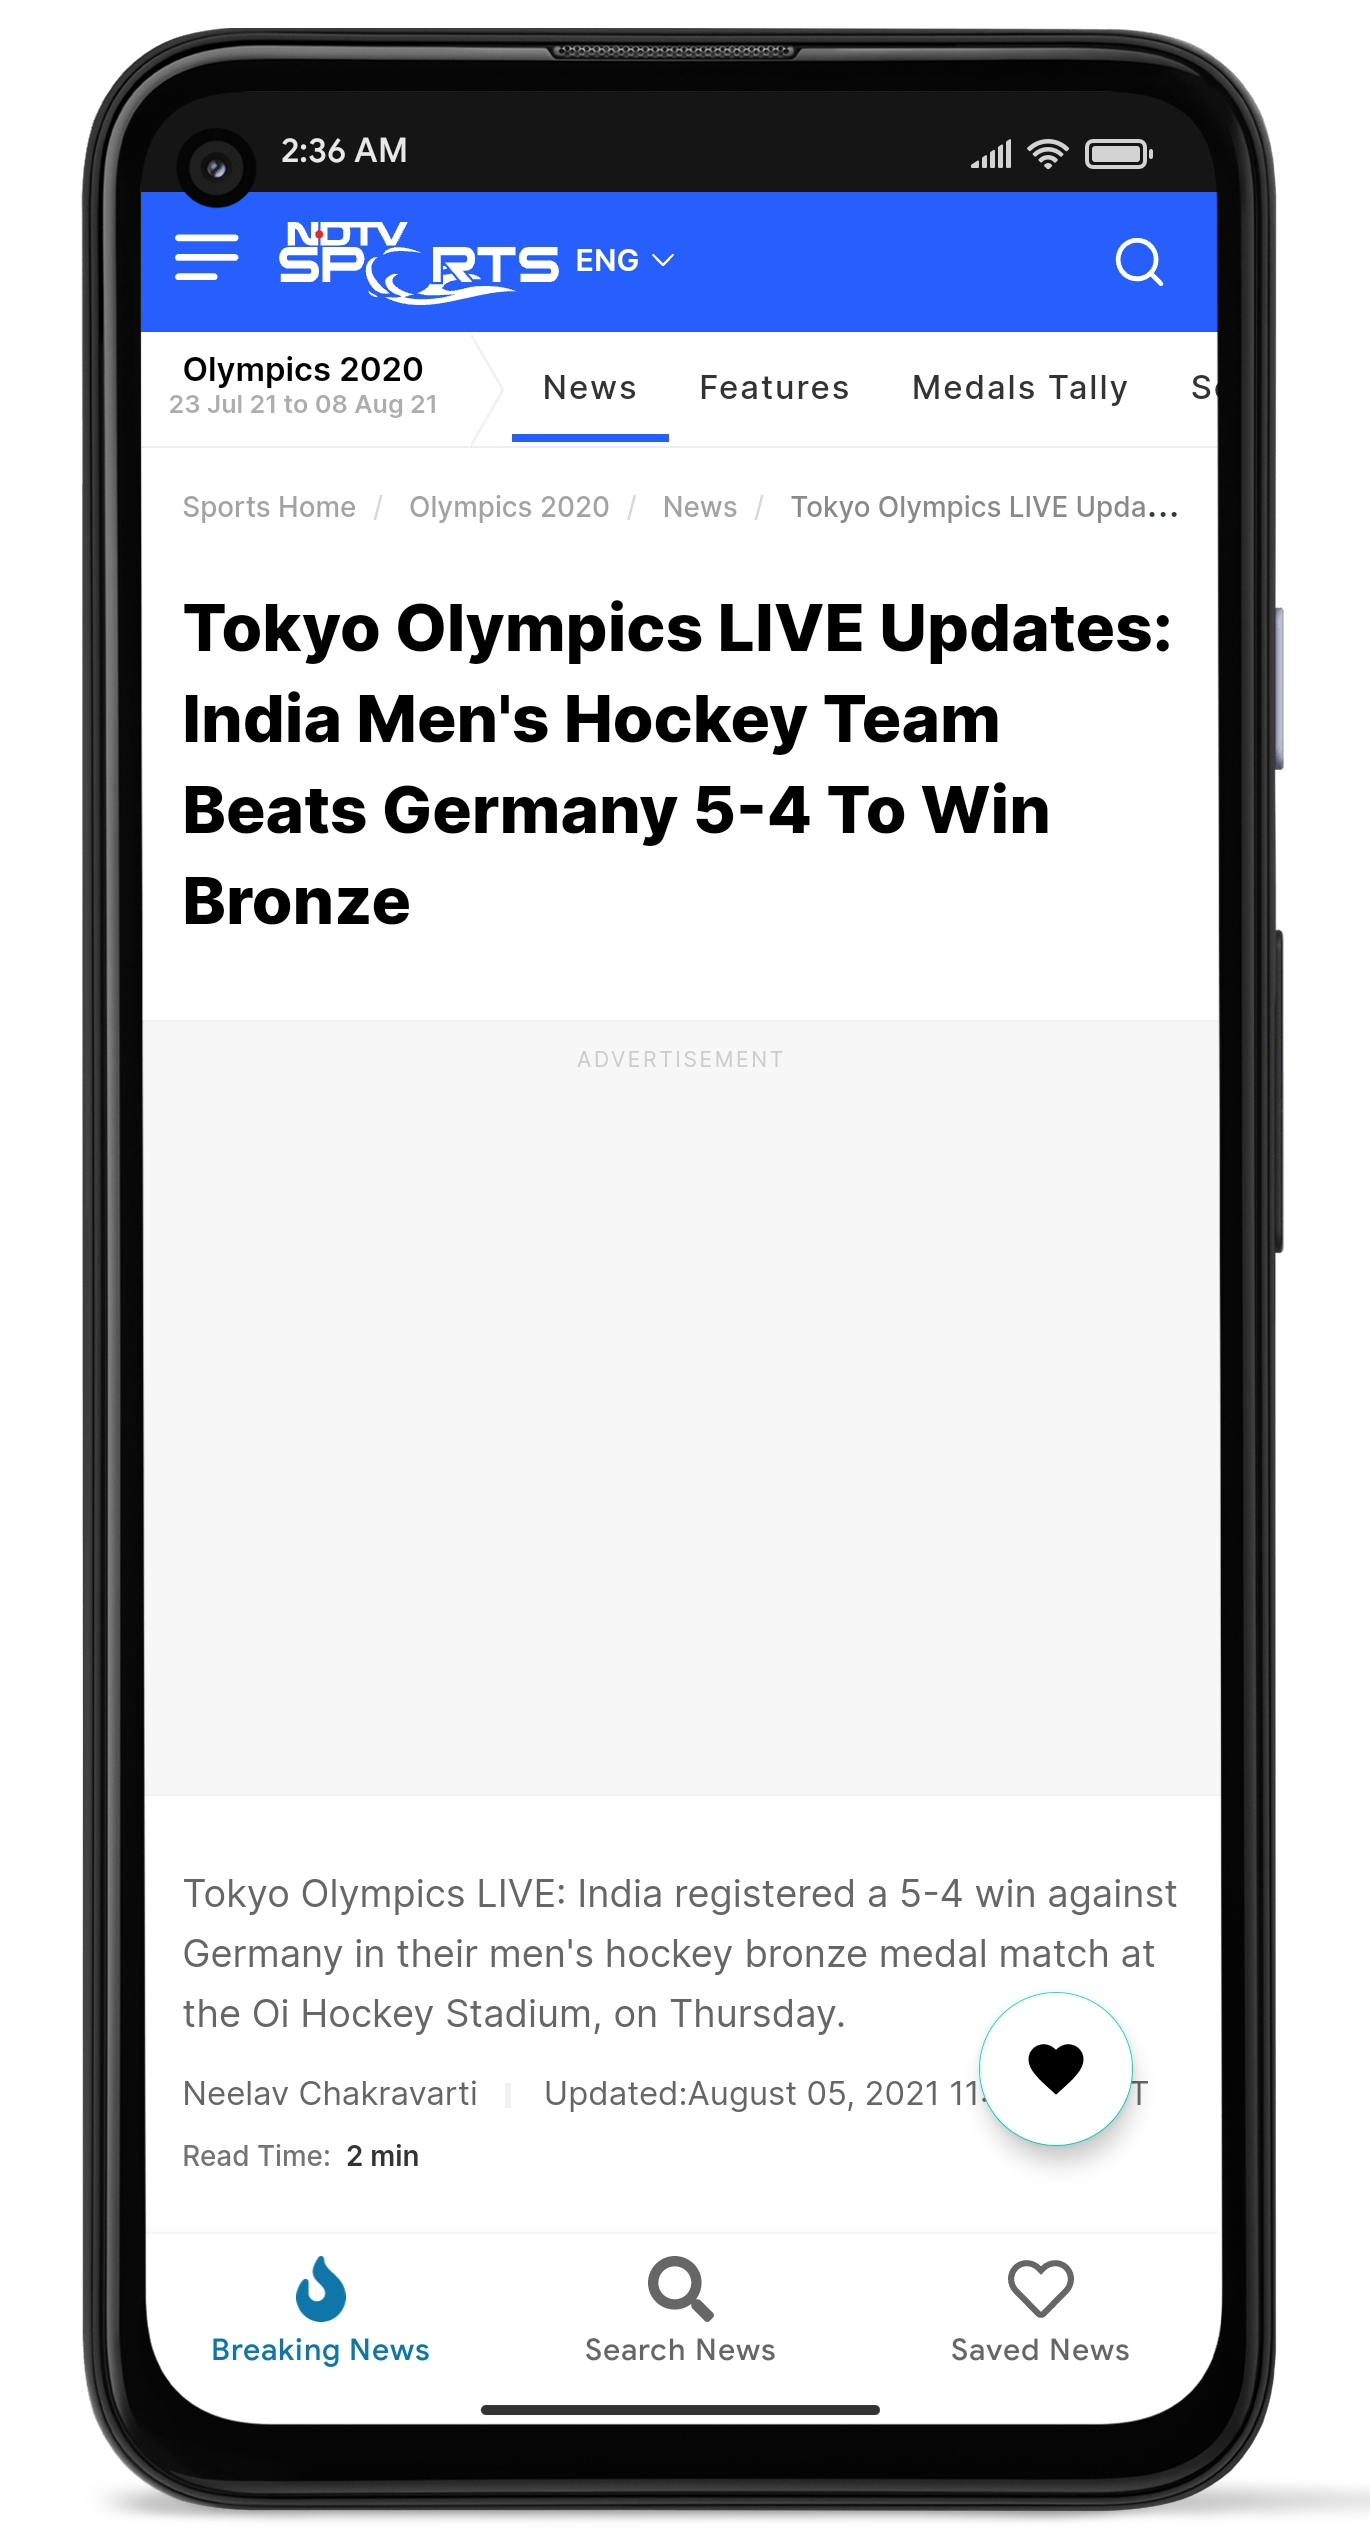 2:36 AM
NDTV
SPORTS
ENG
Olympics 2020
23 Jul 21 to 08 Aug 21
News
Features
Medals Tally
Sports Home / Olympics 2020 / News / Tokyo Olympics LIVE Upda...
Tokyo Olympics LIVE Updates:
India Men's Hockey Team
Beats Germany 5-4 To Win
Bronze
ADVERTISEMENT
Tokyo Olympics LIVE: India registered a 5-4 win against
Germany in their men's hockey bronze medal match at
the Oi Hockey Stadium, on Thursday.
Neelav Chakravarti
Updated:August 05, 2021
Read Time: 2 min
Breaking News
Search News
Saved News